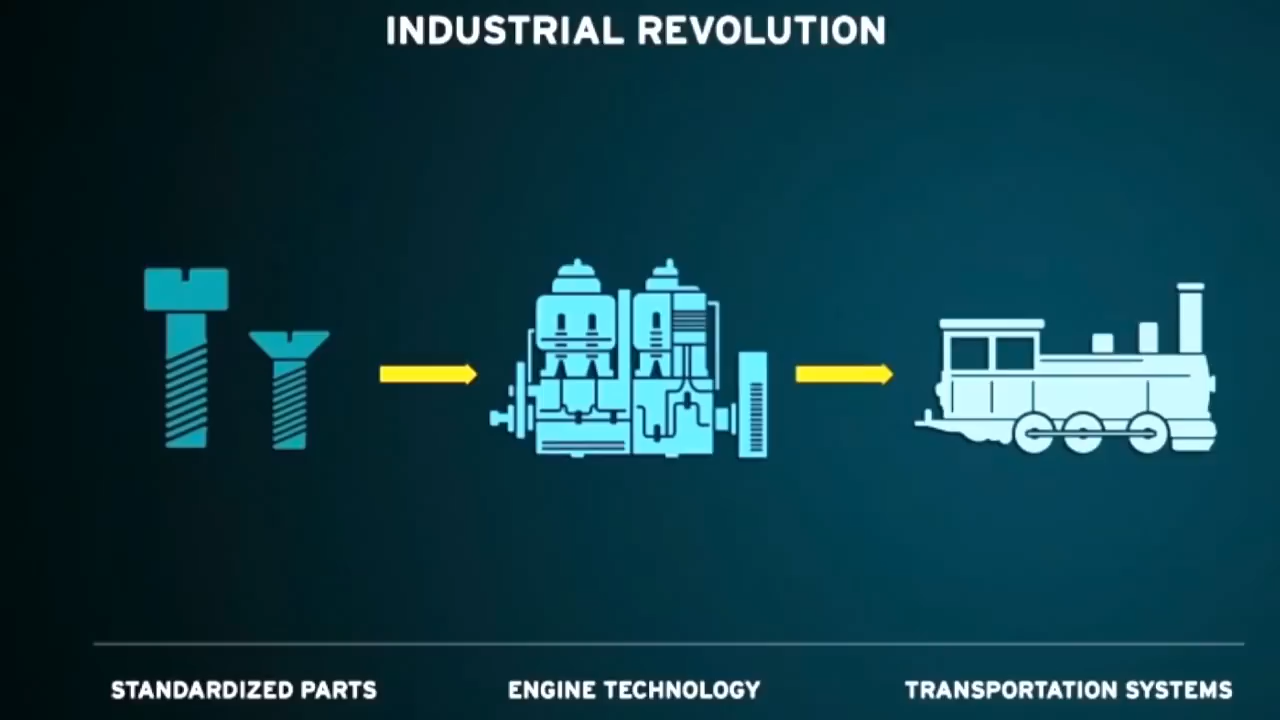 INDUSTRIAL REVOLUTION
STANDARDIZED PARTS
ENGINE TECHNOLOGY
TRANSPORTATION SYSTEMS